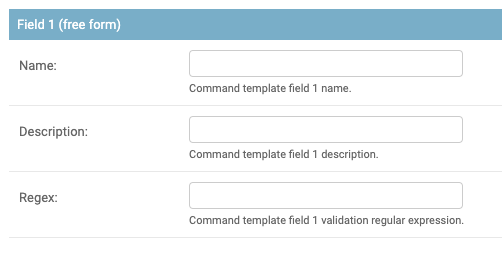 Field 1 (free form)
Name:
Command template field 1 name.
Description:
Command template field 1 description.
Regex:
Command template field 1 validation regular expression.